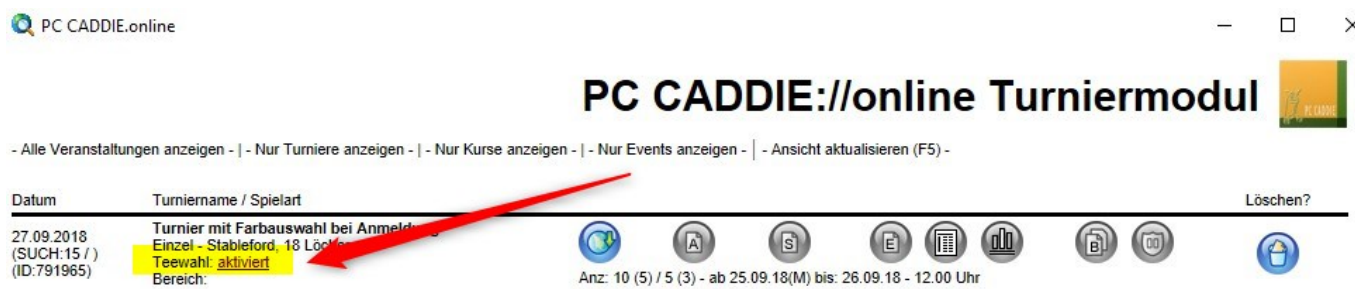 PC CADDIE.online
PC CADDIE://online Turniermodul
PC CADDIE
- Alle Veranstaltungen anzeigen - | - Nur Turniere anzeigen - | - Nur Kurse anzeigen - | - Nur Events anzeigen - | - Ansicht aktualisieren (F5) -
Datum Turniername / Spielart Löschen?
27.09.2018 Turnier mit Farbauswahl bei Anmeldung
(SUCH:15 / ) Einzel - Stableford, 18 Löcher
(ID:791965) Teewahl: aktiviert
Bereich:
A S E B
Anz: 10 (5) / 5 (3) - ab 25.09.18(M) bis: 26.09.18 - 12.00 Uhr